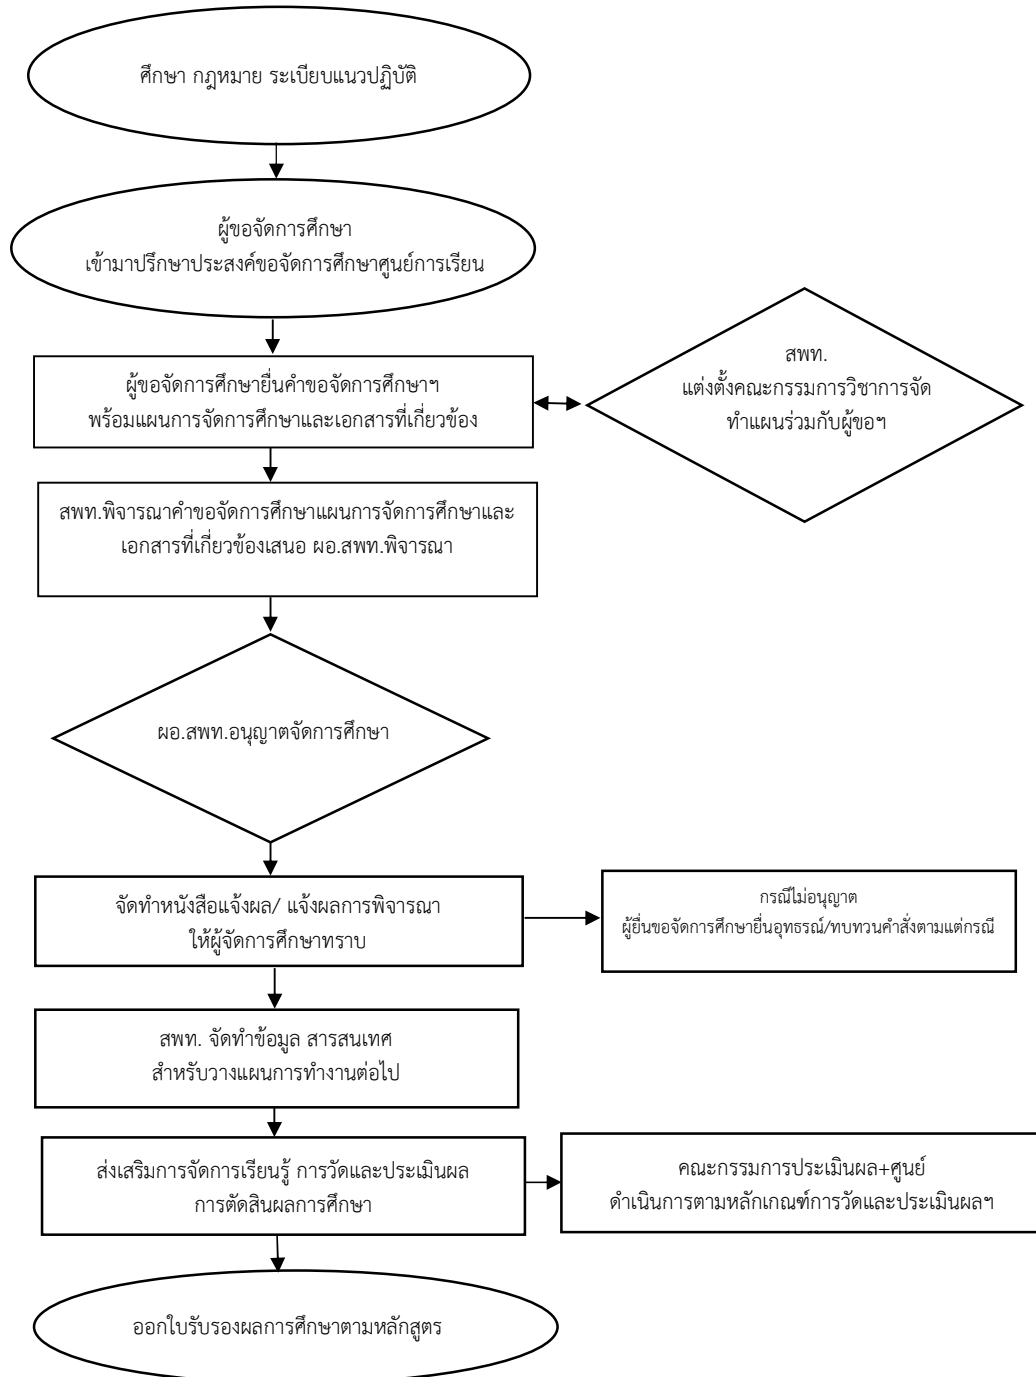 ศึกษา กฎหมาย ระเบียบแนวปฏิบัติ
ผู้ขอจัดการศึกษา
เข้ามาปรึกษาประสงค์ขอจัดการศึกษาศูนย์การเรียน
ผู้ขอจัดการศึกษายื่นคำขอจัดการศึกษาฯ
พร้อมแผนการจัดการศึกษาและเอกสารที่เกี่ยวข้อง
สพท.
แต่งตั้งคณะกรรมการวิชาการจัด
ทำแผนร่วมกับผู้ขอฯ
สพท.พิจารณาคำขอจัดการศึกษาแผนการจัดการศึกษาและ
เอกสารที่เกี่ยวข้องเสนอ ผอ.สพท.พิจารณา
ผอ.สพท.อนุญาตจัดการศึกษา
จัดทำหนังสือแจ้งผล/ แจ้งผลการพิจารณา
ให้ผู้จัดการศึกษาทราบ
กรณีไม่อนุญาต
ผู้ยื่นขอจัดการศึกษายื่นอุทธรณ์/ทบทวนคำสั่งตามแต่กรณี
สพท. จัดทำข้อมูล สารสนเทศ
สำหรับวางแผนการทำงานต่อไป
ส่งเสริมการจัดการเรียนรู้ การวัดและประเมินผล
การตัดสินผลการศึกษา
คณะกรรมการประเมินผล+ศูนย์
ดำเนินการตามหลักเกณฑ์การวัดและประเมินผลฯ
ออกใบรับรองผลการศึกษาตามหลักสูตร